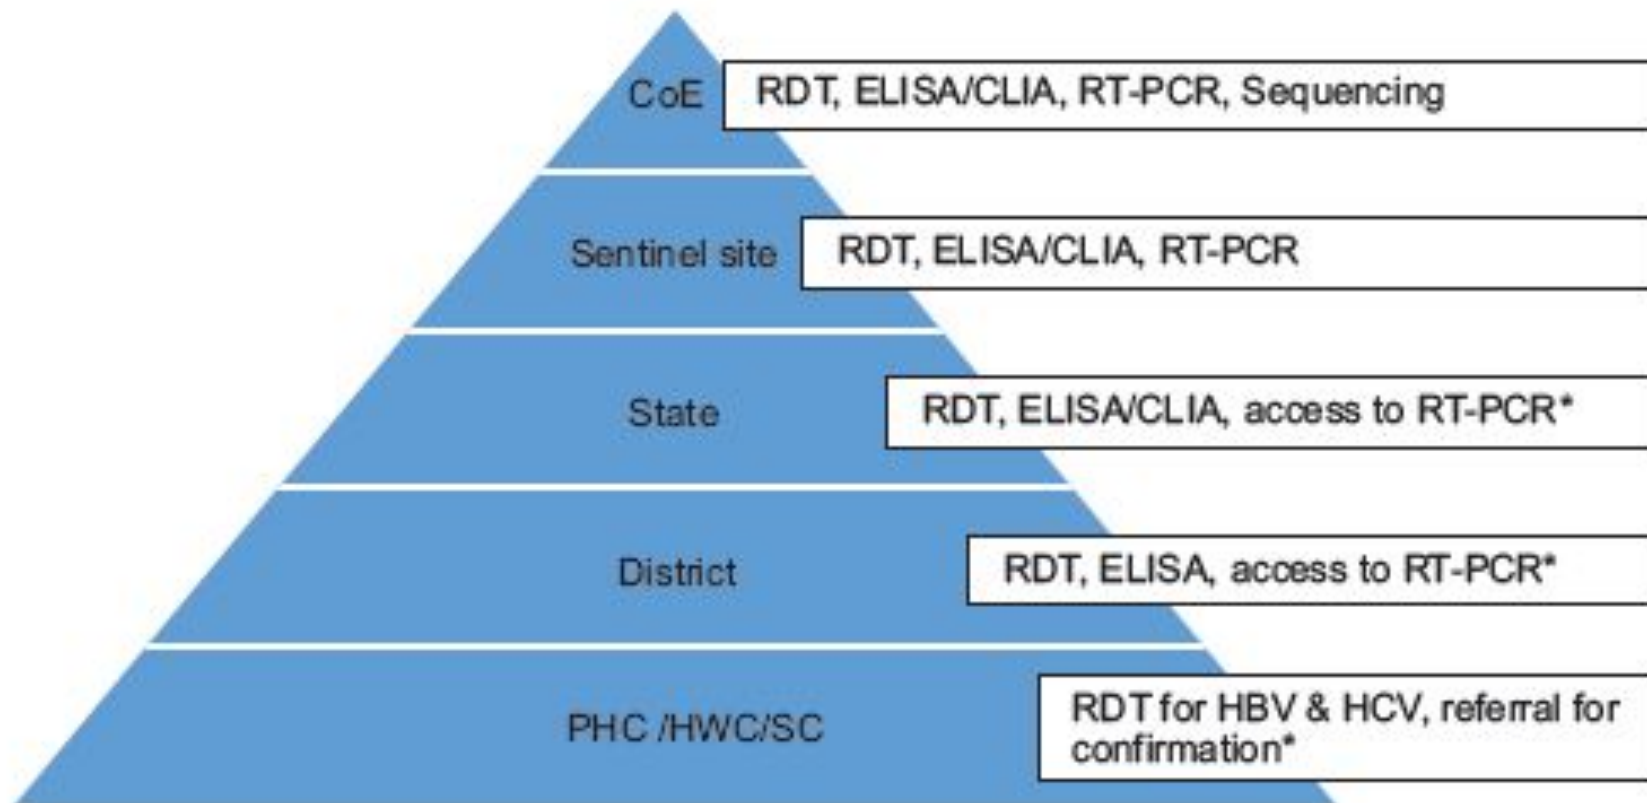 CoE
RDT, ELISA/CLIA, RT-PCR, Sequencing
Sentinel site
RDT, ELISA/CLIA, RT-PCR
State
RDT, ELISA/CLIA, access to RT-PCR*
District
RDT, ELISA, access to RT-PCR*
PHC /HWC/SC
RDT for HBV & HCV, referral for
confirmation*